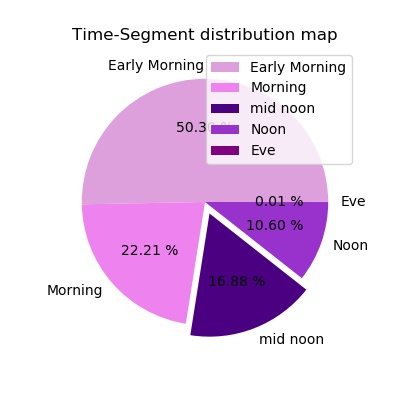 Time-Segment distribution map
Early Morning
Early Morning
Morning
mid noon
Noon
Eve
0.01 %
Eve
10.60 %
Noon
22.21 %
16.88 %
Morning
mid noon